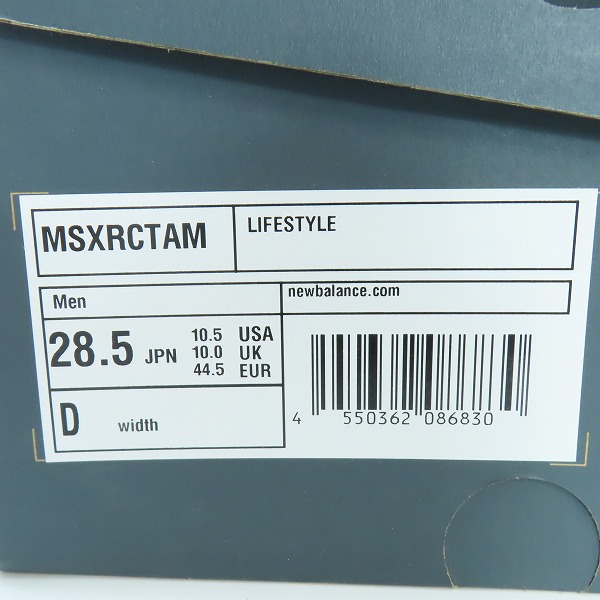 MSXRCTAM
LIFESTYLE
Men
newbalance.com
28.5 JPN
10.5 USA
10.0 UK
44.5 EUR
D width
4 550362 086830